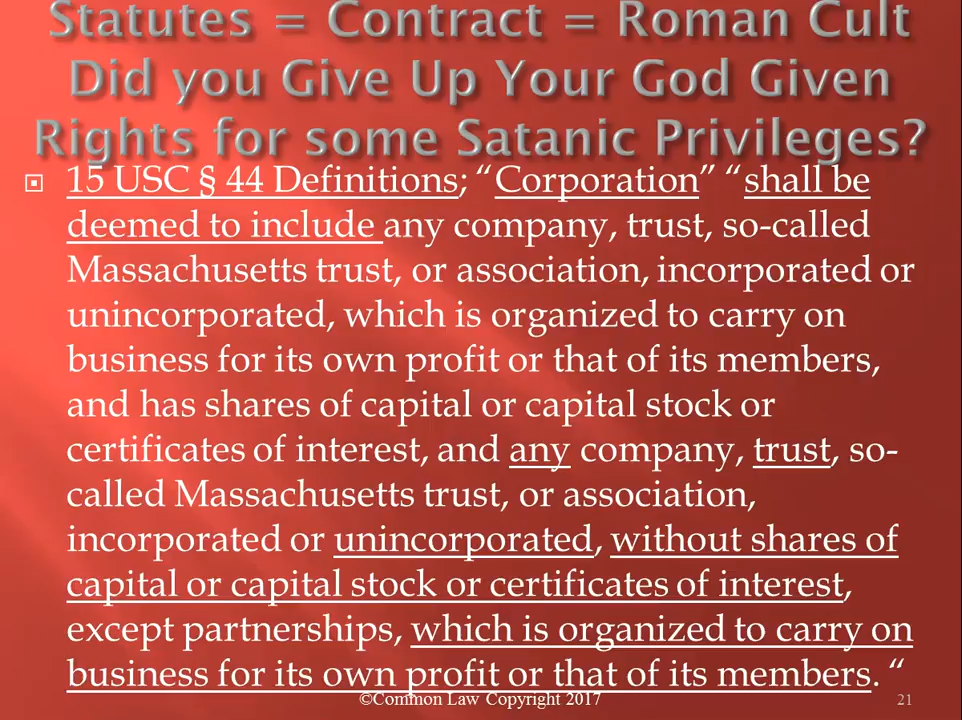 Statutes = Contract = Roman Cult
Did you Give Up Your God Given
Rights for some Satanic Privileges?
15 USC § 44 Definitions; “Corporation” “shall be
deemed to include any company, trust, so-called
Massachusetts trust, or association, incorporated or
unincorporated, which is organized to carry on
business for its own profit or that of its members,
and has shares of capital or capital stock or
certificates of interest, and any company, trust, so-
called Massachusetts trust, or association,
incorporated or unincorporated, without shares of
capital or capital stock or certificates of interest,
except partnerships, which is organized to carry on
business for its own profit or that of its members. “
©Common Law Copyright 2017
21